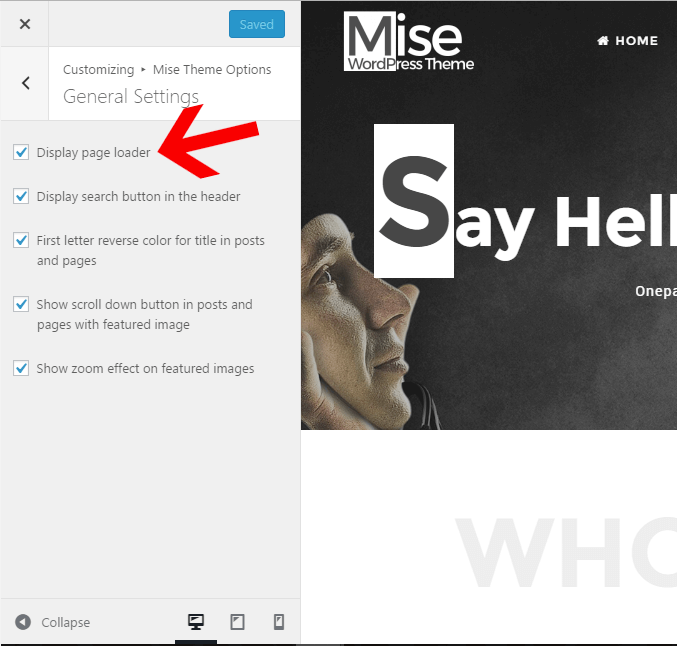 Saved
Customizing ▸ Mise Theme Options
General Settings
Display page loader
Display search button in the header
First letter reverse color for title in posts
and pages
Show scroll down button in posts and
pages with featured image
Show zoom effect on featured images
Collapse
Mise
WordPress Theme
HOME
Say Hell
Onepa
WHO